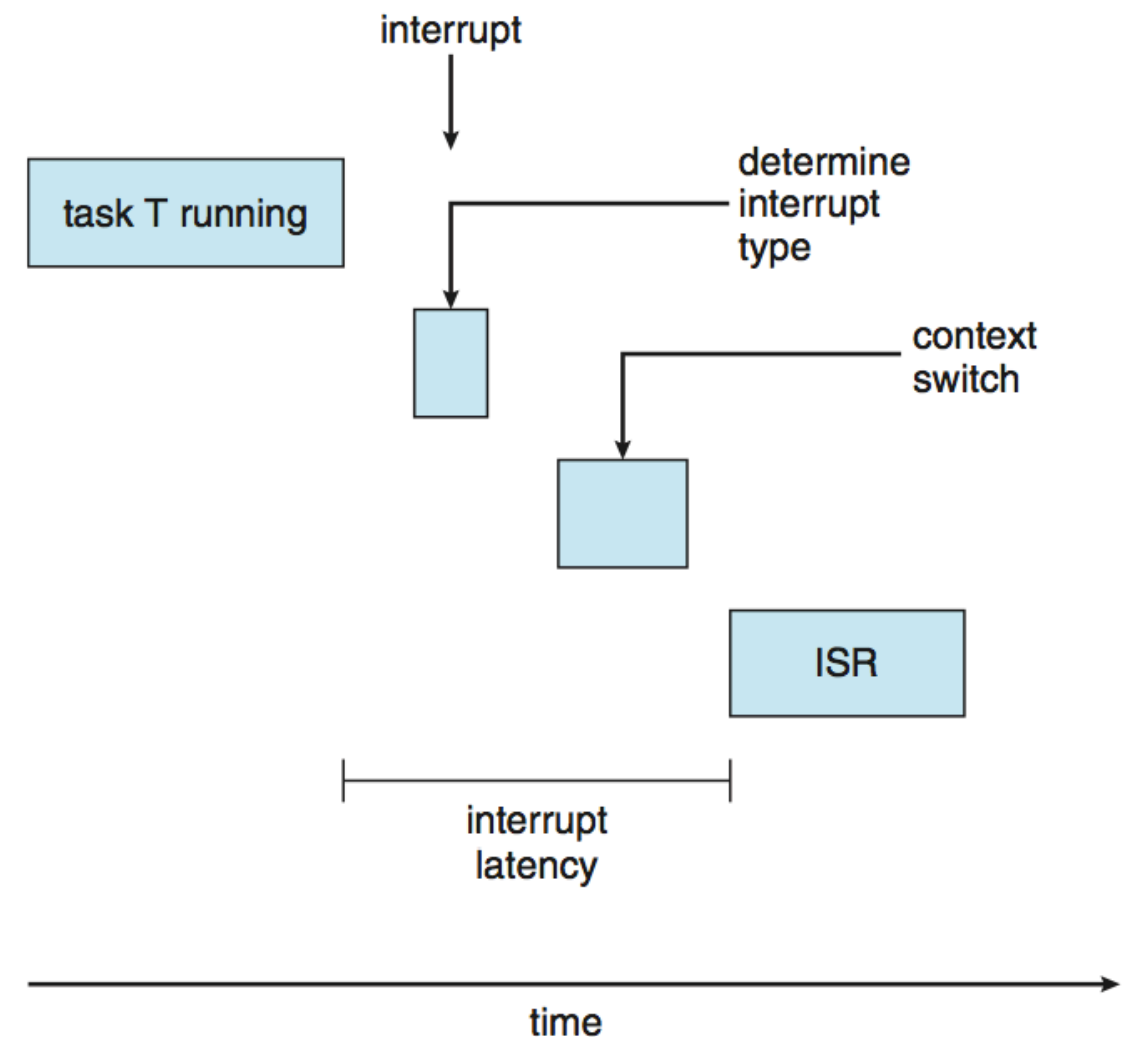 interrupt
task T running
determine
interrupt
type
context
switch
ISR
interrupt
latency
time